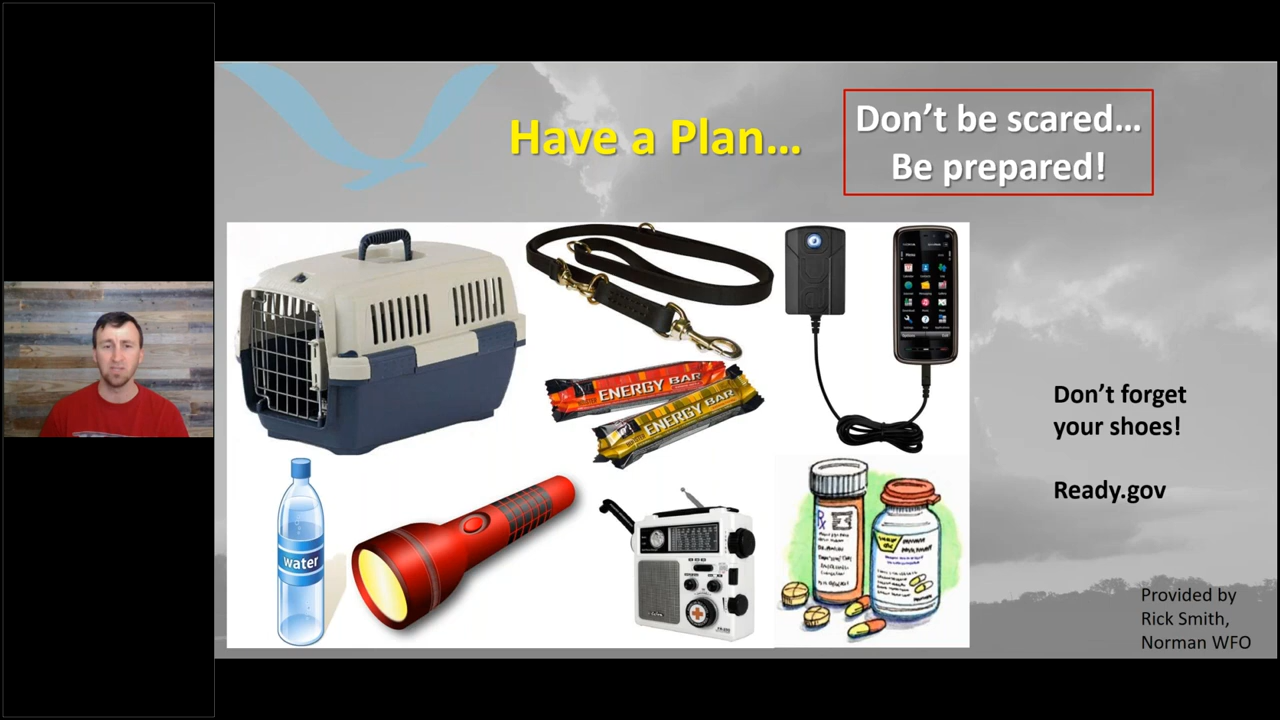 Have a Plan...
Don't be scared...
Be prepared!
ENERGY BAR
ENERGY BAR
Don't forget
your shoes!
Ready.gov
water
Provided by
Rick Smith,
Norman WFO